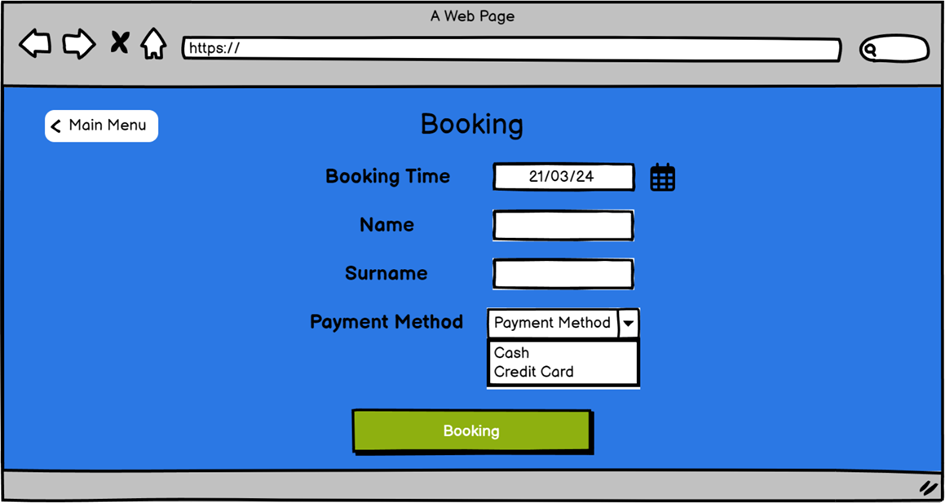 A Web Page
https://
Main Menu
Booking
Booking Time
21/03/24
Name
Surname
Payment Method
Payment Method
Cash
Credit Card
Booking